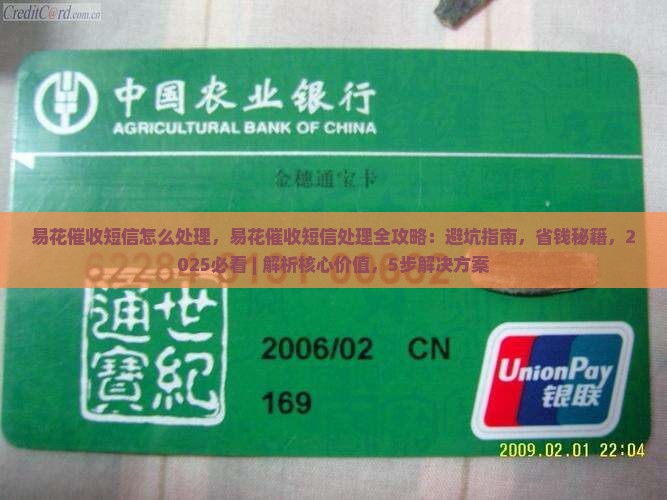 CreditCard.com.cn
中国农业银行
AGRICULTURAL BANK OF CHINA
金穗通宝卡
易花催收短信怎么处理，易花催收短信处理全攻略：避坑指南，省钱秘籍，2
025必看！解析核心价值，5步解决方案
世纪
通寶
2006/02 CN
169
UnionPay
银联
2009.02.01 22:04